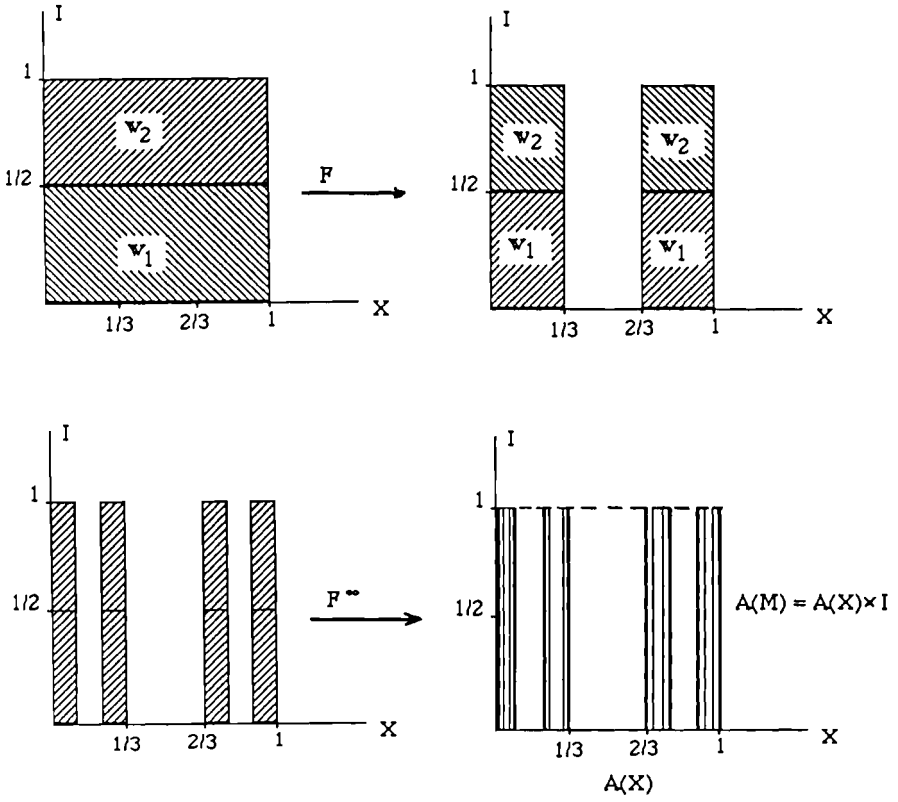 I
1
w2
1/2
w1
1/3 2/3 1 X
F
I
1
w2 w2
1/2
w1 w1
1/3 2/3 1 X
I
1
1/2
1/3 2/3 1 X
F∞
I
1
1/2
A(M) = A(X)×I
1/3 2/3 1 X
A(X)